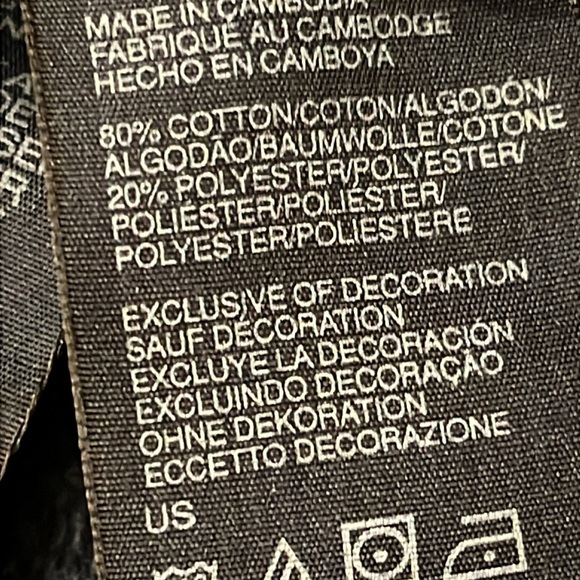 MADE IN CAMBODIA
FABRIQUÉ AU CAMBODGE
HECHO EN CAMBOYA
80% COTTON/COTON/ALGODÓN/
ALGODÃO/BAUMWOLLE/COTONE
20% POLYESTER/POLYESTER/
POLIÉSTER/POLIÉSTER/
POLYESTER/POLIESTERE
EXCLUSIVE OF DECORATION
SAUF DÉCORATION
EXCLUYE LA DECORACIÓN
EXCLUINDO DECORAÇÃO
OHNE DEKORATION
ECCETTO DECORAZIONE
US